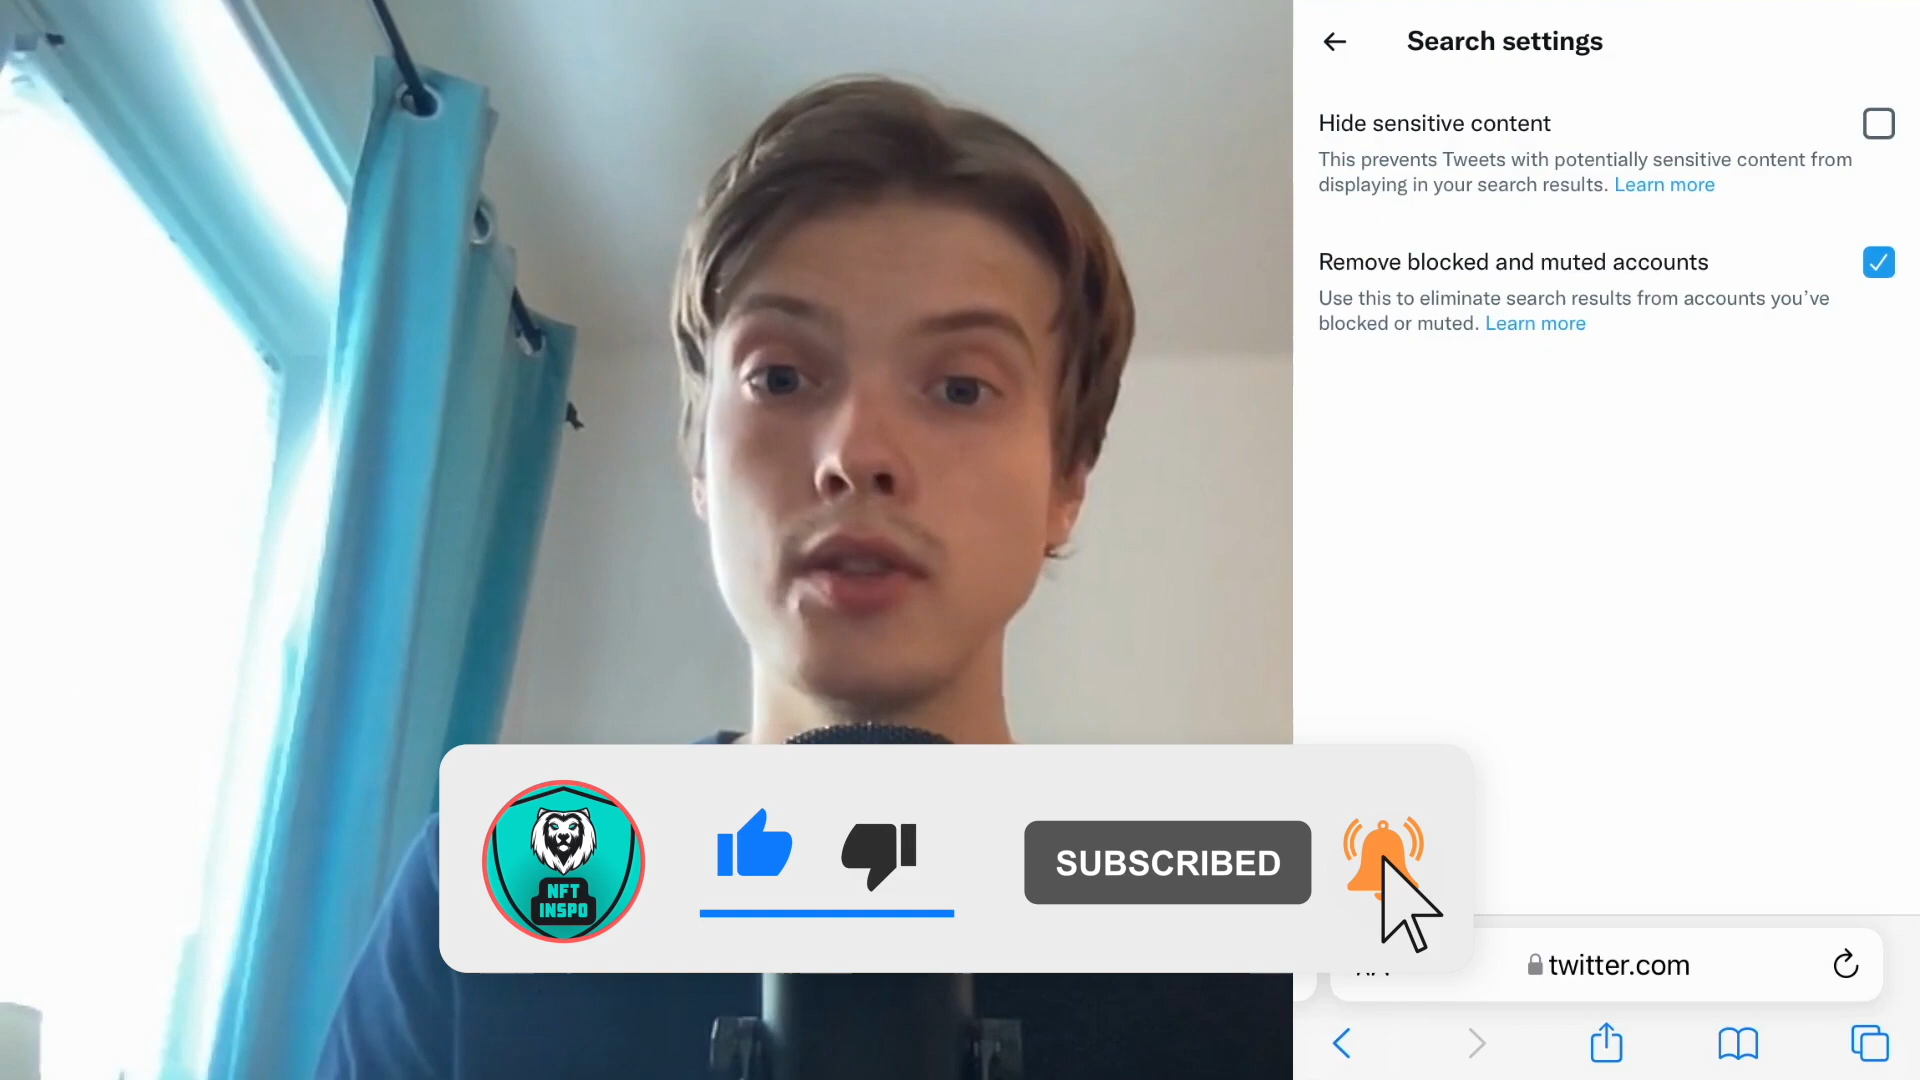 Search settings
Hide sensitive content
This prevents Tweets with potentially sensitive content from
displaying in your search results. Learn more
Remove blocked and muted accounts
Use this to eliminate search results from accounts you’ve
blocked or muted. Learn more
NFT
INSPO
SUBSCRIBED
twitter.com